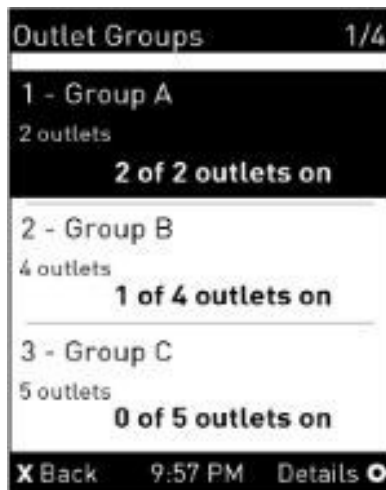 Outlet Groups 1/4
1 - Group A
2 outlets
2 of 2 outlets on
2 - Group B
4 outlets
1 of 4 outlets on
3 - Group C
5 outlets
0 of 5 outlets on
X Back 9:57 PM Details O